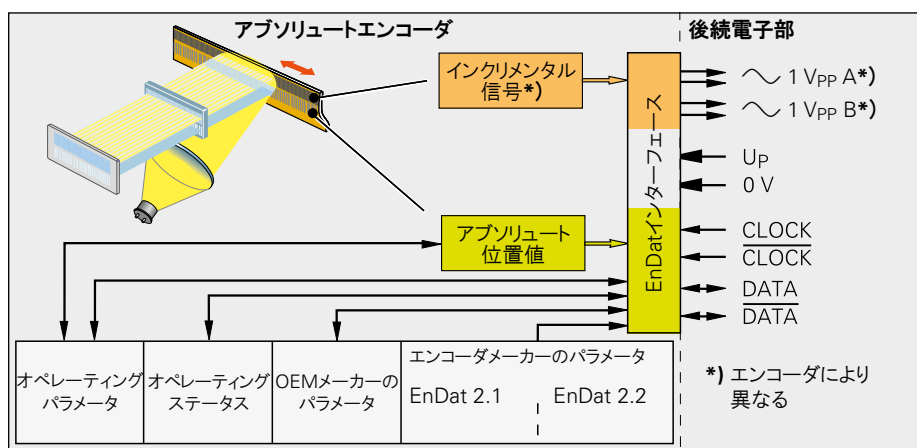 アブソリュートエンコーダ
後続電子部
インクリメンタル
信号*)
1 VPP A*)
1 VPP B*)
EnDatインターフェース
UP
0 V
アブソリュート
位置値
CLOCK
CLOCK
DATA
DATA
オペレーティング
パラメータ
オペレーティング
ステータス
OEMメーカーの
パラメータ
エンコーダメーカーのパラメータ
EnDat 2.1
EnDat 2.2
*) エンコーダにより
異なる